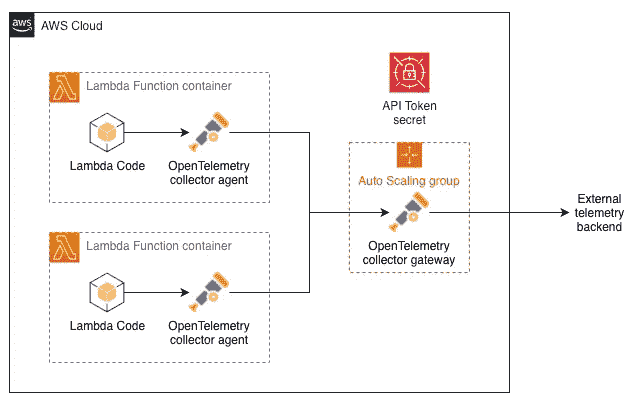 aws
AWS Cloud
Lambda Function container
Lambda Code
OpenTelemetry
collector agent
Lambda Function container
Lambda Code
OpenTelemetry
collector agent
API Token
secret
Auto Scaling group
OpenTelemetry
collector gateway
External
telemetry
backend